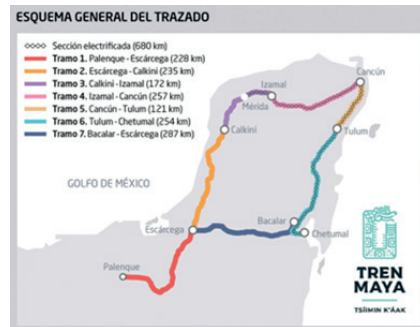 ESQUEMA GENERAL DEL TRAZADO
Sección electrificada (680 km)
Tramo 1. Palenque - Escárcega (228 km)
Tramo 2. Escárcega - Calkini (235 km)
Tramo 3. Calkini - Izamal (172 km)
Tramo 4. Izamal - Cancún (257 km)
Tramo 5. Cancún - Tulum (121 km)
Tramo 6. Tulum - Chetumal (254 km)
Tramo 7. Bacalar - Escárcega (287 km)
Cancún
Izamal
Mérida
Calkini
Tulum
GOLFO DE MÉXICO
Bacalar
Escárcega
Chetumal
Palenque
TREN
MAYA
TSÍIMIN K'ÁAK